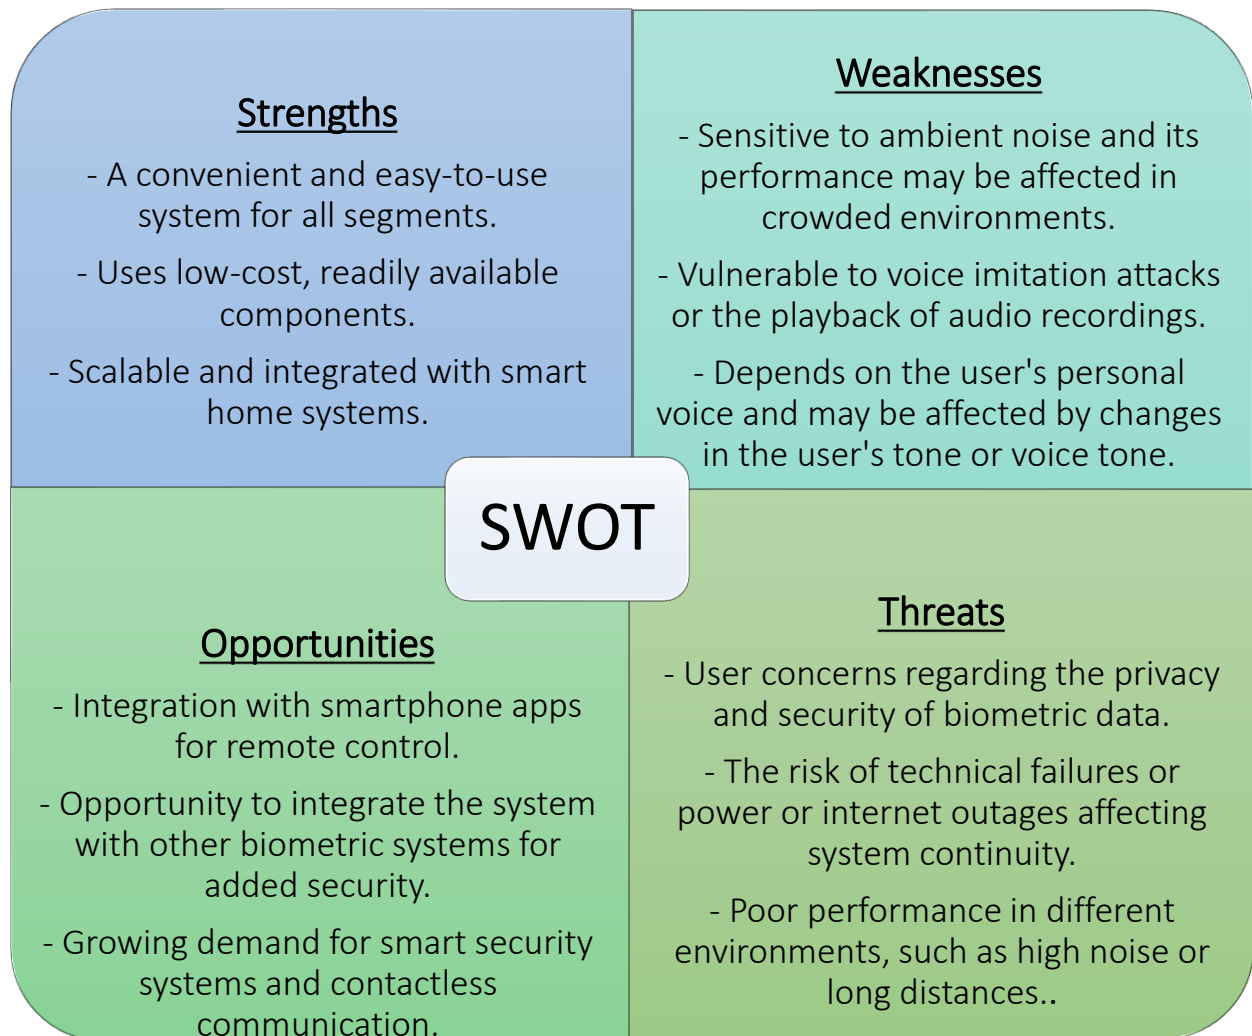 Strengths
- A convenient and easy-to-use
system for all segments.
- Uses low-cost, readily available
components.
- Scalable and integrated with smart
home systems.
Weaknesses
- Sensitive to ambient noise and its
performance may be affected in
crowded environments.
- Vulnerable to voice imitation attacks
or the playback of audio recordings.
- Depends on the user's personal
voice and may be affected by changes
in the user's tone or voice tone.
SWOT
Opportunities
- Integration with smartphone apps
for remote control.
- Opportunity to integrate the system
with other biometric systems for
added security.
- Growing demand for smart security
systems and contactless
communication.
Threats
- User concerns regarding the privacy
and security of biometric data.
- The risk of technical failures or
power or internet outages affecting
system continuity.
- Poor performance in different
environments, such as high noise or
long distances..